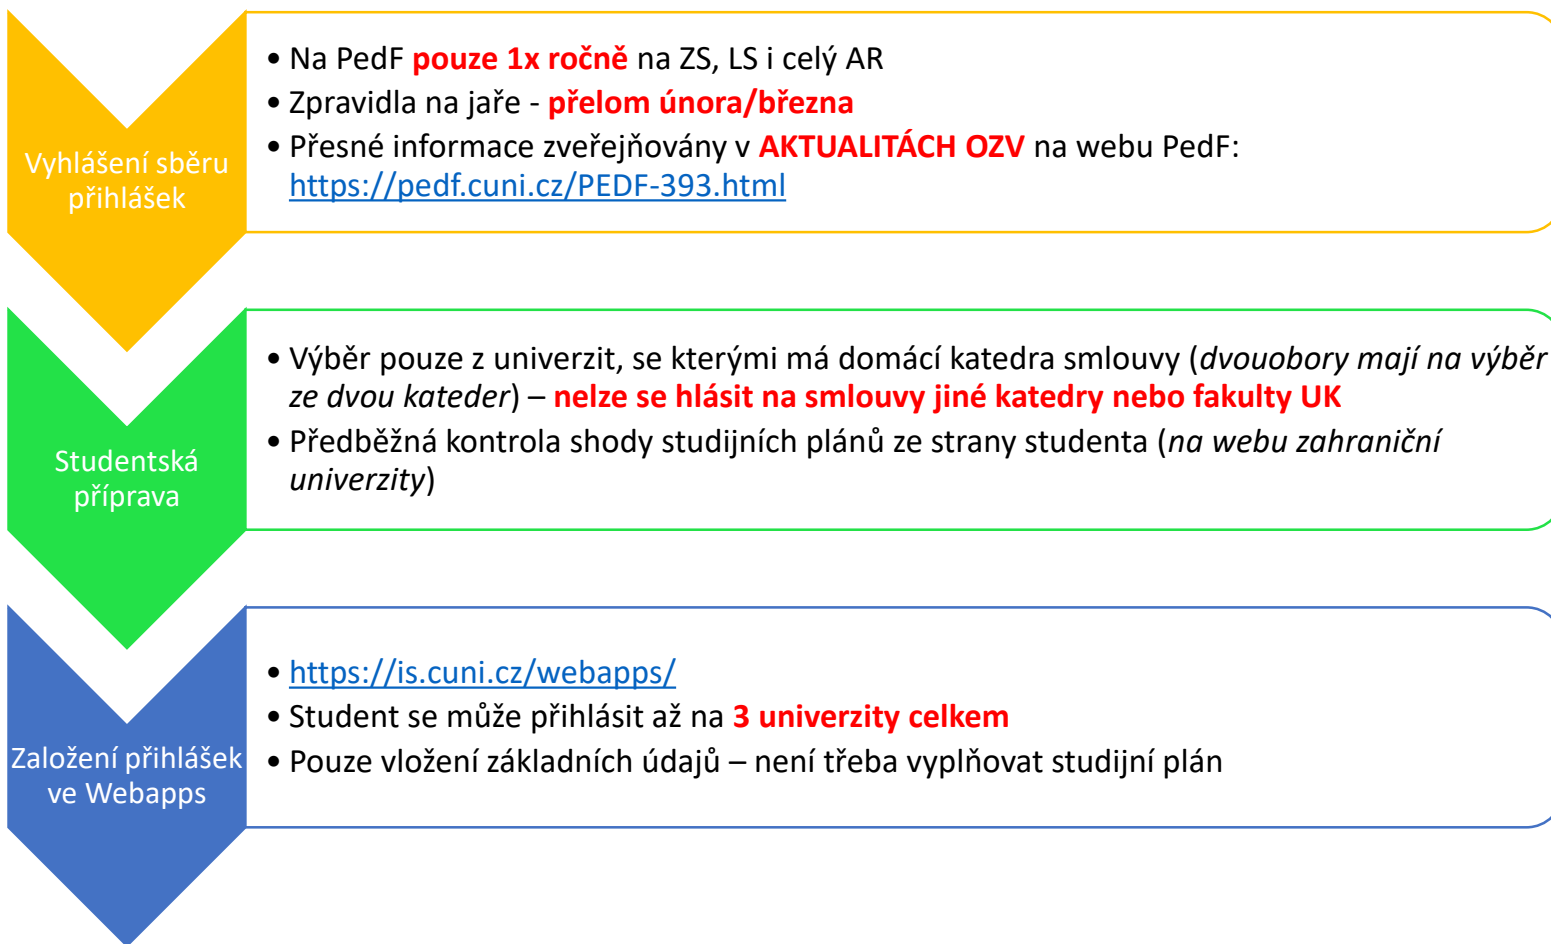 Vyhlášení sběru
přihlášek
• Na PedF pouze 1x ročně na ZS, LS i celý AR
• Zpravidla na jaře - přelom února/března
• Přesné informace zveřejňovány v AKTUALITÁCH OZV na webu PedF:
https://pedf.cuni.cz/PEDF-393.html
Studentská
příprava
• Výběr pouze z univerzit, se kterými má domácí katedra smlouvy (dvouobory mají na výběr
ze dvou kateder) – nelze se hlásit na smlouvy jiné katedry nebo fakulty UK
• Předběžná kontrola shody studijních plánů ze strany studenta (na webu zahraniční
univerzity)
Založení přihlášek
ve Webapps
• https://is.cuni.cz/webapps/
• Student se může přihlásit až na 3 univerzity celkem
• Pouze vložení základních údajů – není třeba vyplňovat studijní plán